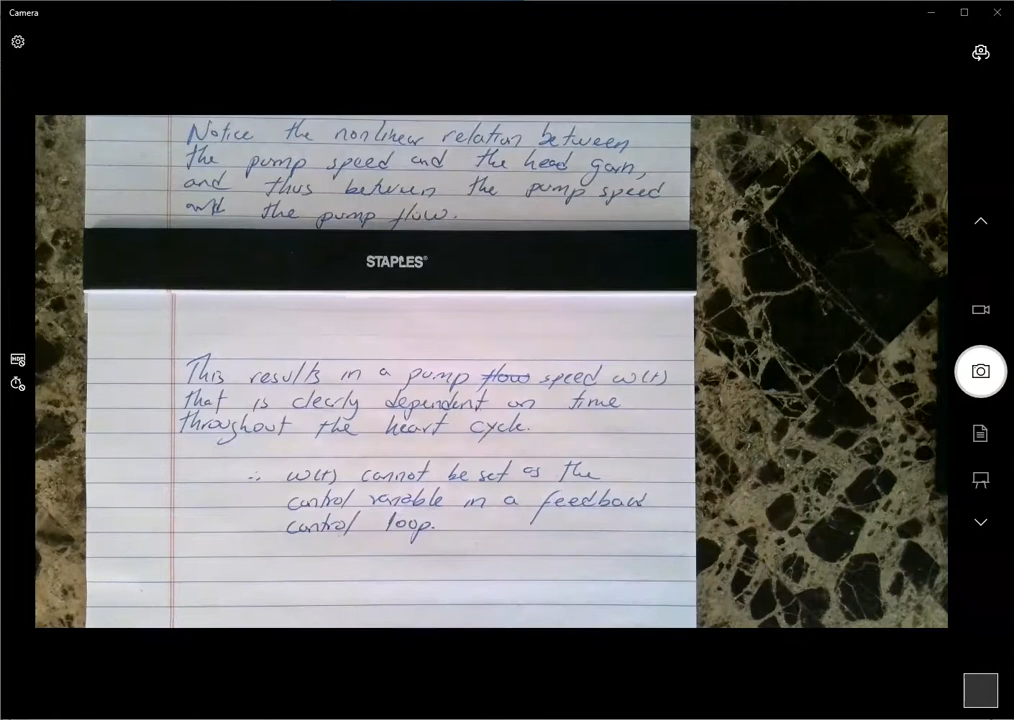 Camera
Notice the nonlinear relation between
the pump speed and the head gain,
and thus between the pump speed
and the pump flow.
STAPLES®
This results in a pump flow speed ω(t)
that is clearly dependent on time
throughout the heart cycle.
∴ ω(t) cannot be set as the
control variable in a feedback
control loop.